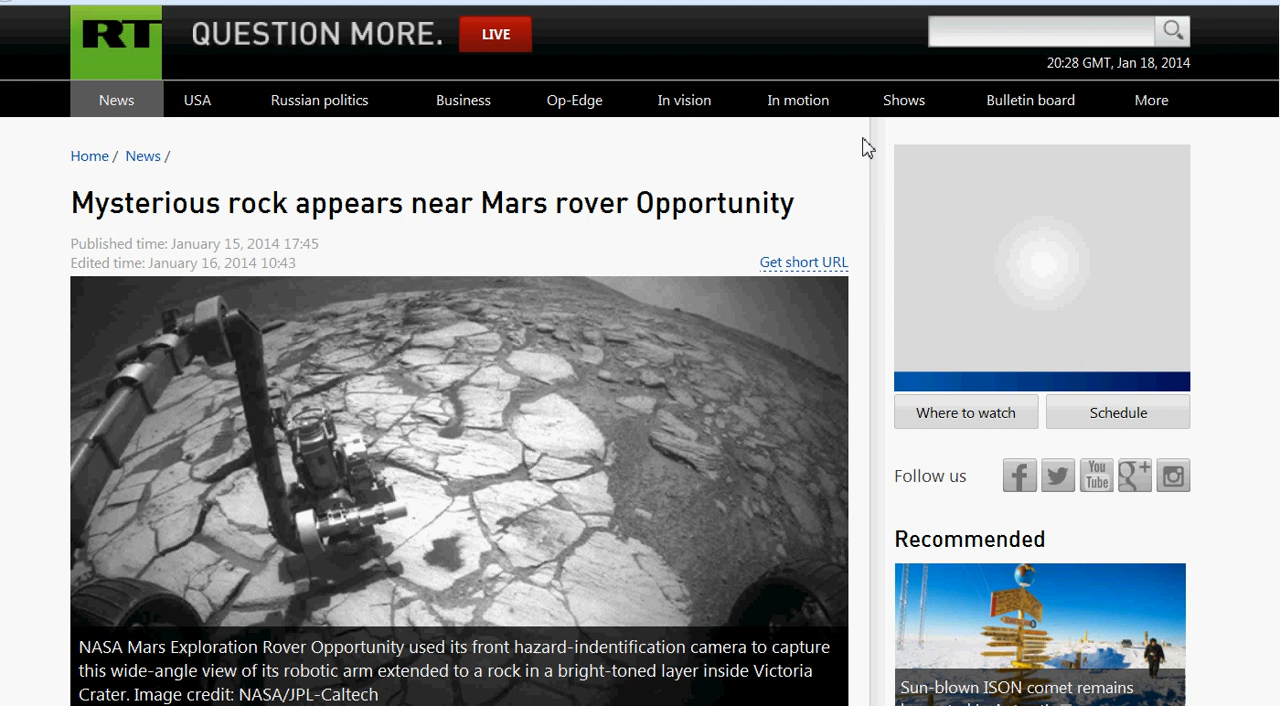 RT QUESTION MORE. LIVE
20:28 GMT, Jan 18, 2014
News USA Russian politics Business Op-Edge In vision In motion Shows Bulletin board More
Home / News /
Mysterious rock appears near Mars rover Opportunity
Published time: January 15, 2014 17:45
Edited time: January 16, 2014 10:43
Get short URL
NASA Mars Exploration Rover Opportunity used its front hazard-indentification camera to capture
this wide-angle view of its robotic arm extended to a rock in a bright-toned layer inside Victoria
Crater. Image credit: NASA/JPL-Caltech
Where to watch Schedule
Follow us
You
Tube
Recommended
Sun-blown ISON comet remains